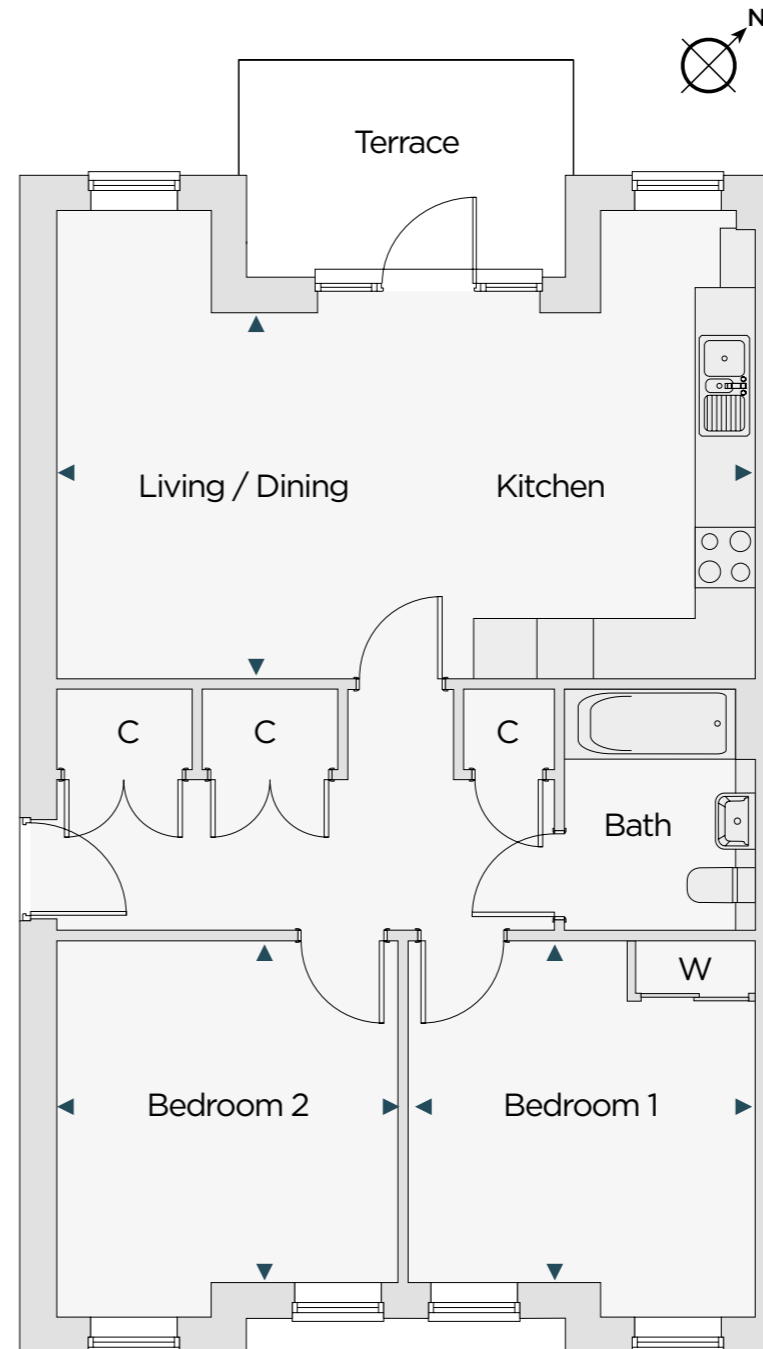 N
Terrace
Living / Dining
Kitchen
C
C
C
Bath
W
Bedroom 2
Bedroom 1